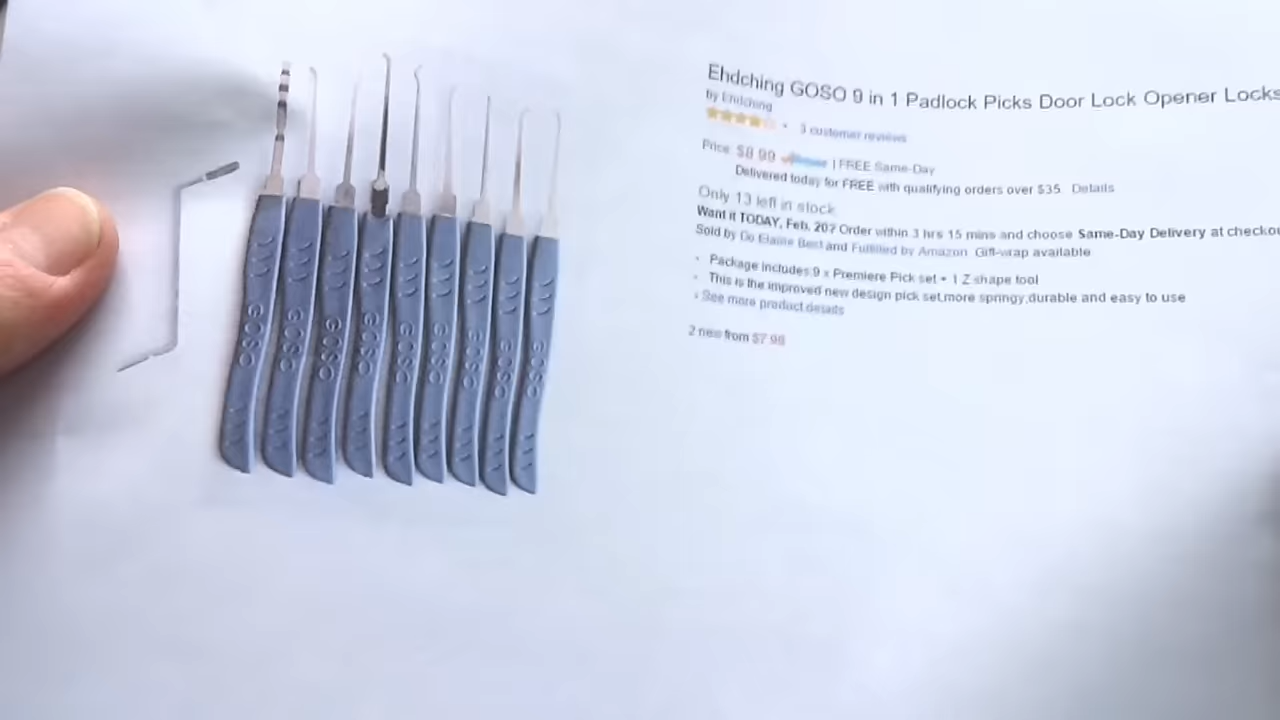 Ehdching GOSO 9 in 1 Padlock Picks Door Lock Opener Locks
by Ehdching
3 customer reviews
Price $8.99 | FREE Same-Day
Delivered today for FREE with qualifying orders over $35 Details
Only 13 left in stock
Want it TODAY, Feb. 20? Order within 3 hrs 15 mins and choose Same-Day Delivery at checkou
Sold by Do Elaine Best and Fulfilled by Amazon Gift-wrap available
Package includes:9 x Premiere Pick set + 1 Z shape tool
This is the improved new design pick set,more springy,durable and easy to use
› See more product details
2 new from $7.98
GOSO GOSO GOSO GOSO GOSO GOSO GOSO GOSO GOSO